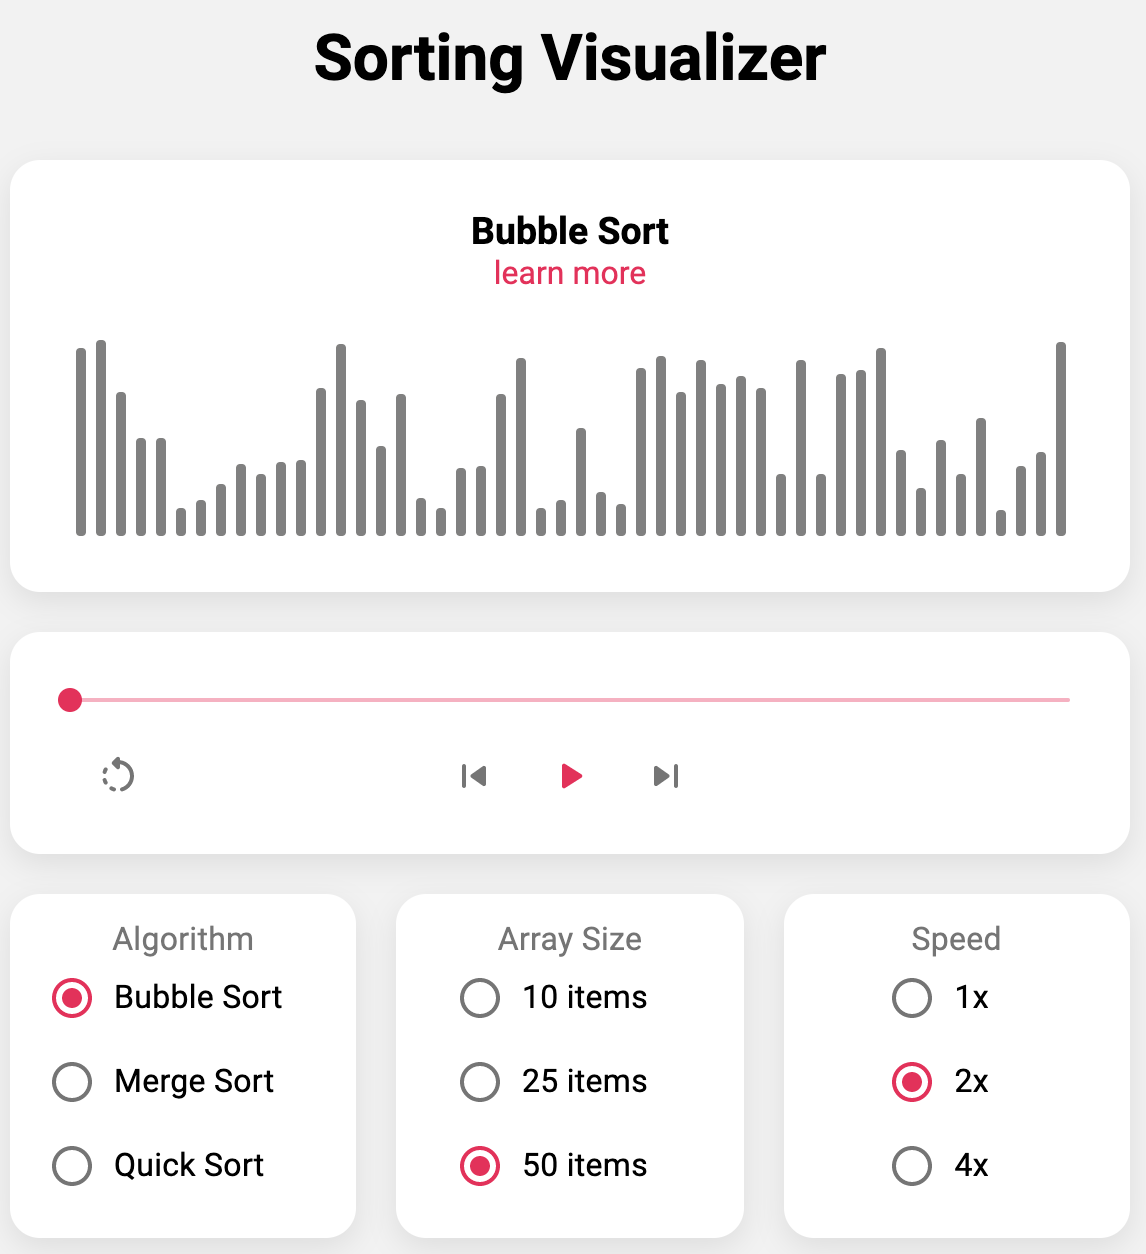 Sorting Visualizer
Bubble Sort
learn more
Algorithm
Bubble Sort
Merge Sort
Quick Sort
Array Size
10 items
25 items
50 items
Speed
1x
2x
4x